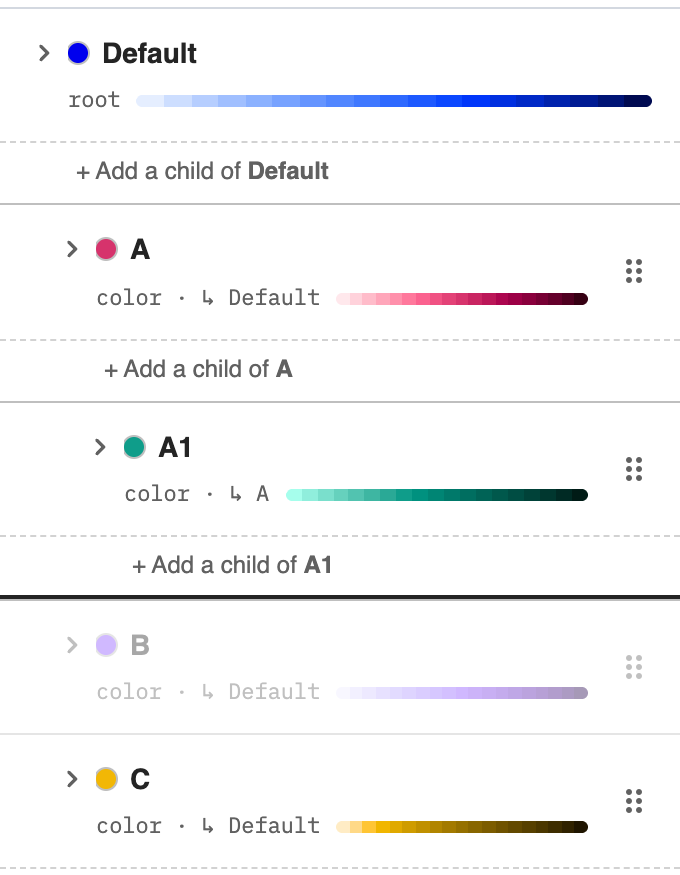 Default
root
+ Add a child of Default
A
color · ↳ Default
+ Add a child of A
A1
color · ↳ A
+ Add a child of A1
B
color · ↳ Default
C
color · ↳ Default